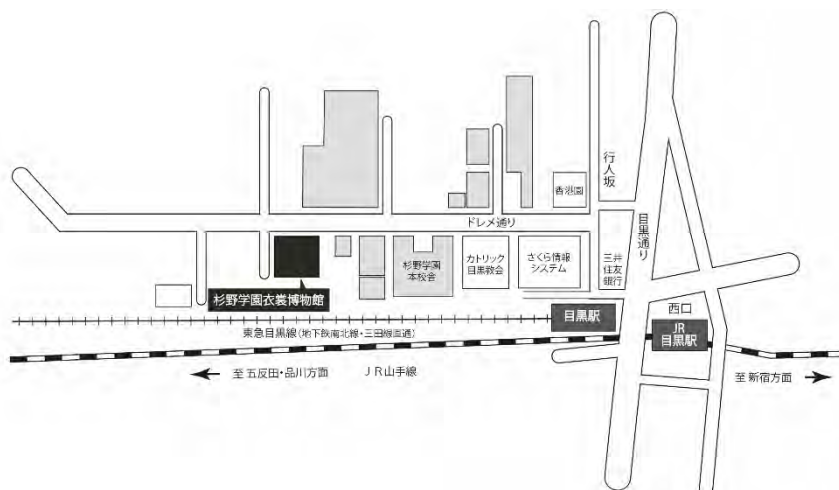 行人坂
香港園
目黒通り
ドレメ通り
杉野学園
本校舎
カトリック
目黒教会
さくら情報
システム
三井
住友
銀行
杉野学園衣裳博物館
目黒駅
西口
JR
目黒駅
東急目黒線(地下鉄南北線・三田線直通)
至 五反田・品川方面
JR山手線
至 新宿方面